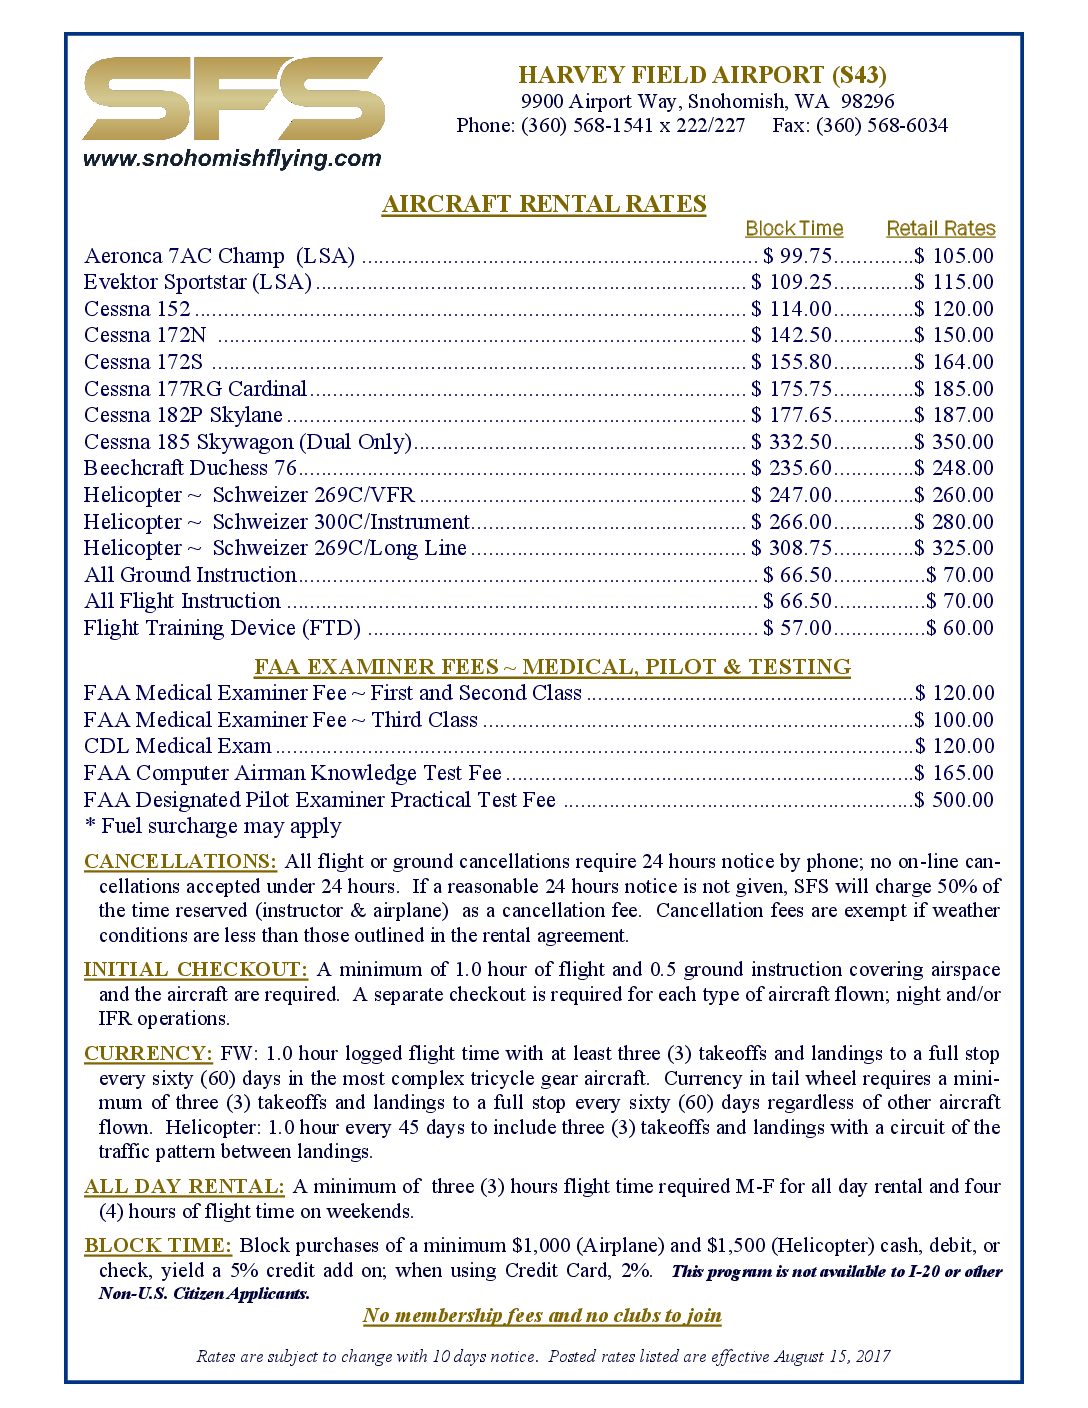 SFS
www.snohomishflying.com
HARVEY FIELD AIRPORT (S43)
9900 Airport Way, Snohomish, WA  98296
Phone: (360) 568-1541 x 222/227    Fax: (360) 568-6034
AIRCRAFT RENTAL RATES
Block Time    Retail Rates
Aeronca 7AC Champ  (LSA) ..................... $ 99.75..............$ 105.00
Evektor Sportstar (LSA) ..................... $ 109.25..............$ 115.00
Cessna 152 ..................... $ 114.00..............$ 120.00
Cessna 172N ..................... $ 142.50..............$ 150.00
Cessna 172S ..................... $ 155.80..............$ 164.00
Cessna 177RG Cardinal..................... $ 175.75..............$ 185.00
Cessna 182P Skylane ..................... $ 177.65..............$ 187.00
Cessna 185 Skywagon (Dual Only)..................... $ 332.50..............$ 350.00
Beechcraft Duchess 76..................... $ 235.60..............$ 248.00
Helicopter ~  Schweizer 269C/VFR ..................... $ 247.00..............$ 260.00
Helicopter ~  Schweizer 300C/Instrument..................... $ 266.00..............$ 280.00
Helicopter ~  Schweizer 269C/Long Line ..................... $ 308.75..............$ 325.00
All Ground Instruction..................... $ 66.50................$ 70.00
All Flight Instruction ..................... $ 66.50................$ 70.00
Flight Training Device (FTD) ..................... $ 57.00................$ 60.00
FAA EXAMINER FEES ~ MEDICAL, PILOT & TESTING
FAA Medical Examiner Fee ~ First and Second Class .....................$ 120.00
FAA Medical Examiner Fee ~ Third Class .....................$ 100.00
CDL Medical Exam .....................$ 120.00
FAA Computer Airman Knowledge Test Fee .....................$ 165.00
FAA Designated Pilot Examiner Practical Test Fee .....................$ 500.00
* Fuel surcharge may apply
CANCELLATIONS:  All flight or ground cancellations require 24 hours notice by phone; no on-line can-
cellations accepted under 24 hours.  If a reasonable 24 hours notice is not given, SFS will charge 50% of
the time reserved (instructor & airplane)  as a cancellation fee.  Cancellation fees are exempt if weather
conditions are less than those outlined in the rental agreement.
INITIAL CHECKOUT:  A minimum of 1.0 hour of flight and 0.5 ground instruction covering airspace
and the aircraft are required.  A separate checkout is required for each type of aircraft flown; night and/or
IFR operations.
CURRENCY:  FW: 1.0 hour logged flight time with at least three (3) takeoffs and landings to a full stop
every sixty (60) days in the most complex tricycle gear aircraft.  Currency in tail wheel requires a mini-
mum of three (3) takeoffs and landings to a full stop every sixty (60) days regardless of other aircraft
flown.  Helicopter: 1.0 hour every 45 days to include three (3) takeoffs and landings with a circuit of the
traffic pattern between landings.
ALL DAY RENTAL:  A minimum of  three (3) hours flight time required M-F for all day rental and four
(4) hours of flight time on weekends.
BLOCK TIME:  Block purchases of a minimum $1,000 (Airplane) and $1,500 (Helicopter) cash, debit, or
check, yield a 5% credit add on; when using Credit Card, 2%.  This program is not available to I-20 or other
Non-U.S. Citizen Applicants.
No membership fees and no clubs to join
Rates are subject to change with 10 days notice.  Posted rates listed are effective August 15, 2017